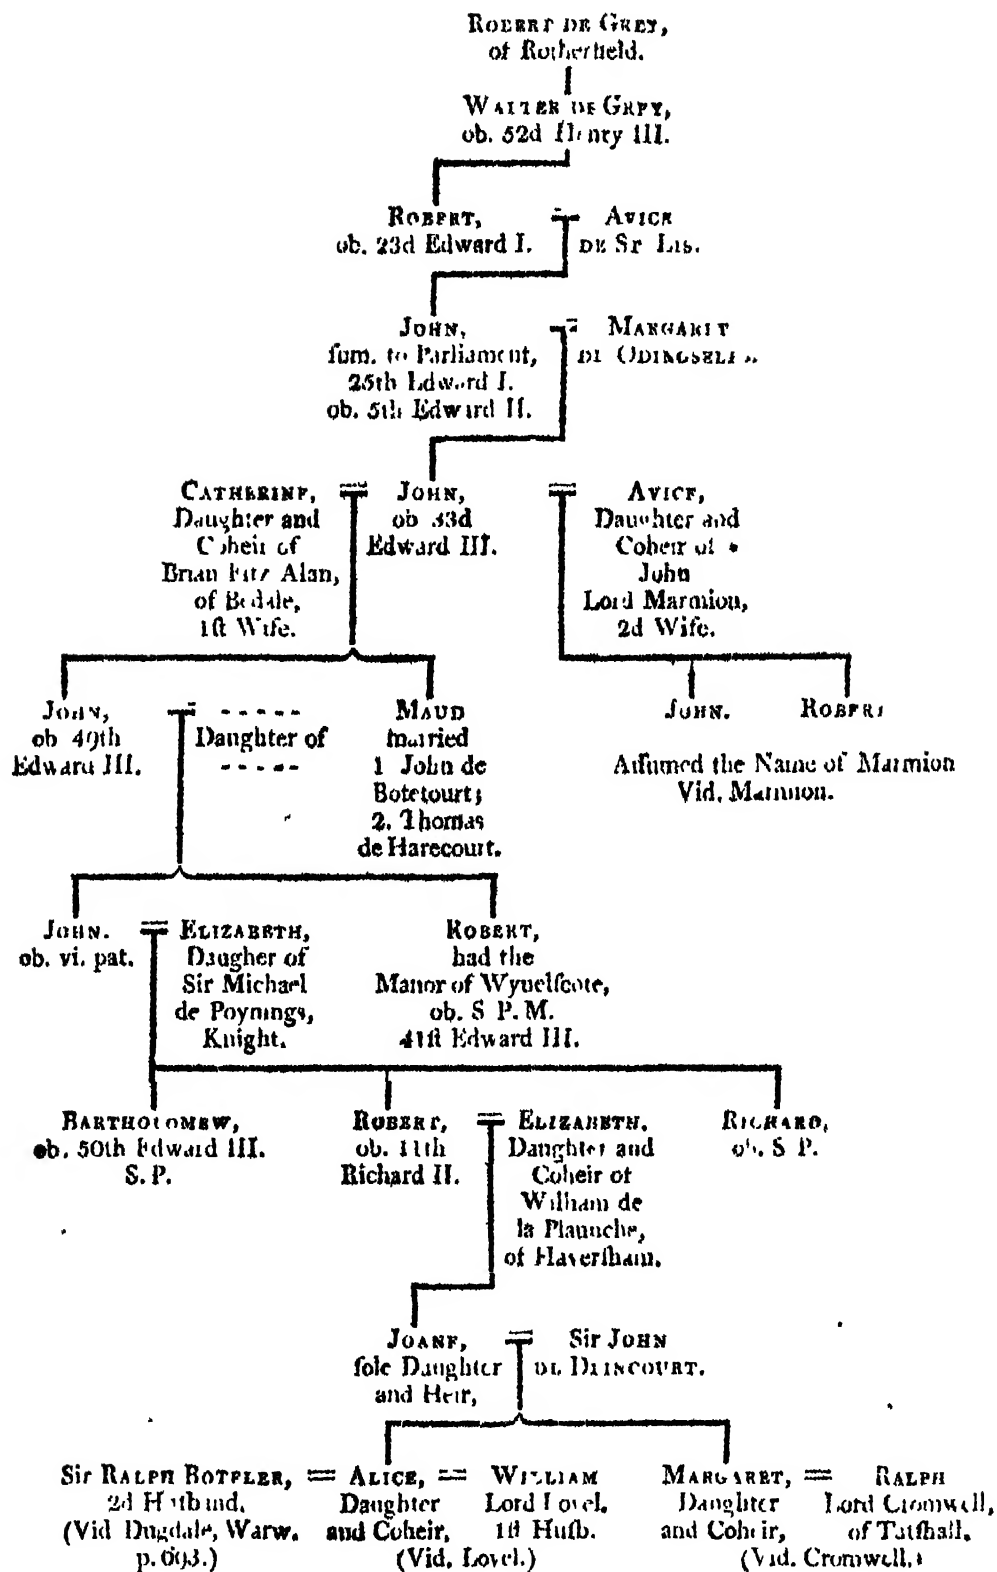 ROBERT DE GREY,
of Rotherfield.
WALTER DE GREY,
ob. 52d Henry III.
ROBERT,
ob. 23d Edward I.
AVICE
DE St LIS.
JOHN,
ſum. to Parliament,
25th Edward I.
ob. 5th Edward II.
MARGARET
DE ODINGSELLS.
CATHERINE,
Daughter and
Coheir of
Brian Fitz Alan,
of Bedale,
1ſt Wife.
JOHN,
ob 33d
Edward III.
AVICE,
Daughter and
Coheir of
John
Lord Marmion,
2d Wife.
JOHN,
ob 49th
Edward III.
- - - - -
Daughter of
- - - - -
MAUD
married
1 John de
Botetourt;
2. Thomas
de Harecourt.
JOHN.
ROBERT
Aſſumed the Name of Marmion
Vid. Marmion.
JOHN.
ob. vi. pat.
ELIZABETH,
Daugher of
Sir Michael
de Poynings,
Knight.
ROBERT,
had the
Manor of Wyuelſcote,
ob. S P. M.
41ſt Edward III.
BARTHOLOMEW,
ob. 50th Edward III.
S. P.
ROBERT,
ob. 11th
Richard II.
ELIZABETH,
Daughter and
Coheir of
William de
la Plaunche,
of Haverſham.
RICHARD,
ob. S P.
JOANE,
ſole Daughter
and Heir,
Sir JOHN
DE DEINCOURT.
Sir RALPH BOTELER,
2d Huſband.
(Vid Dugdale, Warw.
p.
ALICE,
Daughter
and Coheir,
WILLIAM
Lord Lovel.
1ſt Huſb.
(Vid. Lovel.)
MARGARET,
Daughter
and Coheir,
RALPH
Lord Cromwell,
of Tatſhall.
(Vid. Cromwell.)